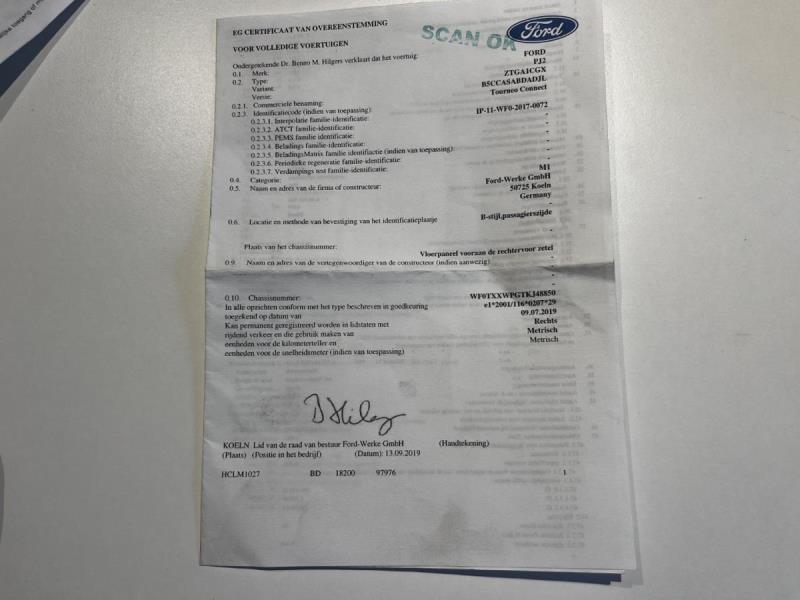 EG CERTIFICAAT VAN OVEREENSTEMMING
SCAN OK
Ford
VOOR VOLLEDIGE VOERTUIGEN
Ondergetekende Dr. Benno M. Hilgers verklaart dat het voertuig:
0.1. Merk: FORD
0.2. Type: PJ2
Variant: ZTGA1CGX
Versie: B5CCASABDADJL
0.2.1. Commerciële benaming: Tourneo Connect
0.2.3. Identificatiecode (indien van toepassing):
0.2.3.1. Interpolatie familie-identificatie: IP-11-WF0-2017-0072
0.2.3.2. ATCT familie-identificatie: -
0.2.3.3. PEMS familie identificatie: -
0.2.3.4. Beladings familie-identificatie: -
0.2.3.5. BeladingsMatrix familie identifiactie (indien van toepassing): -
0.2.3.6. Periodieke regeneratie familie-identificatie: -
0.2.3.7. Verdampings test familie-identificatie: -
0.4. Categorie: M1
0.5. Naam en adres van de firma of constructeur: Ford-Werke GmbH
50725 Koeln
Germany
-
0.6. Locatie en methode van bevestiging van het identificatieplaatje B-stijl,passagierszijde
-
Plaats van het chassisnummer: Vloerpaneel vooraan de rechtervoor zetel
0.9. Naam en adres van de vertegenwoordiger van de constructeur (indien aanwezig) -
-
-
0.10. Chassisnummer: WF0TXXWPGTKJ48850
In alle opzichten conform met het type beschreven in goedkeuring e1*2001/116*0207*29
toegekend op datum van 09.07.2019
Kan permanent geregistreerd worden in lidstaten met Rechts
rijdend verkeer en die gebruik maken van Metrisch
eenheden voor de kilometerteller en Metrisch
eenheden voor de snelheidsmeter (indien van toespassing)
KOELN Lid van de raad van bestuur Ford-Werke GmbH (Handtekening)
(Plaats) (Positie in het bedrijf) (Datum): 13.09.2019
HCLM1027 BD 18200 97976 1